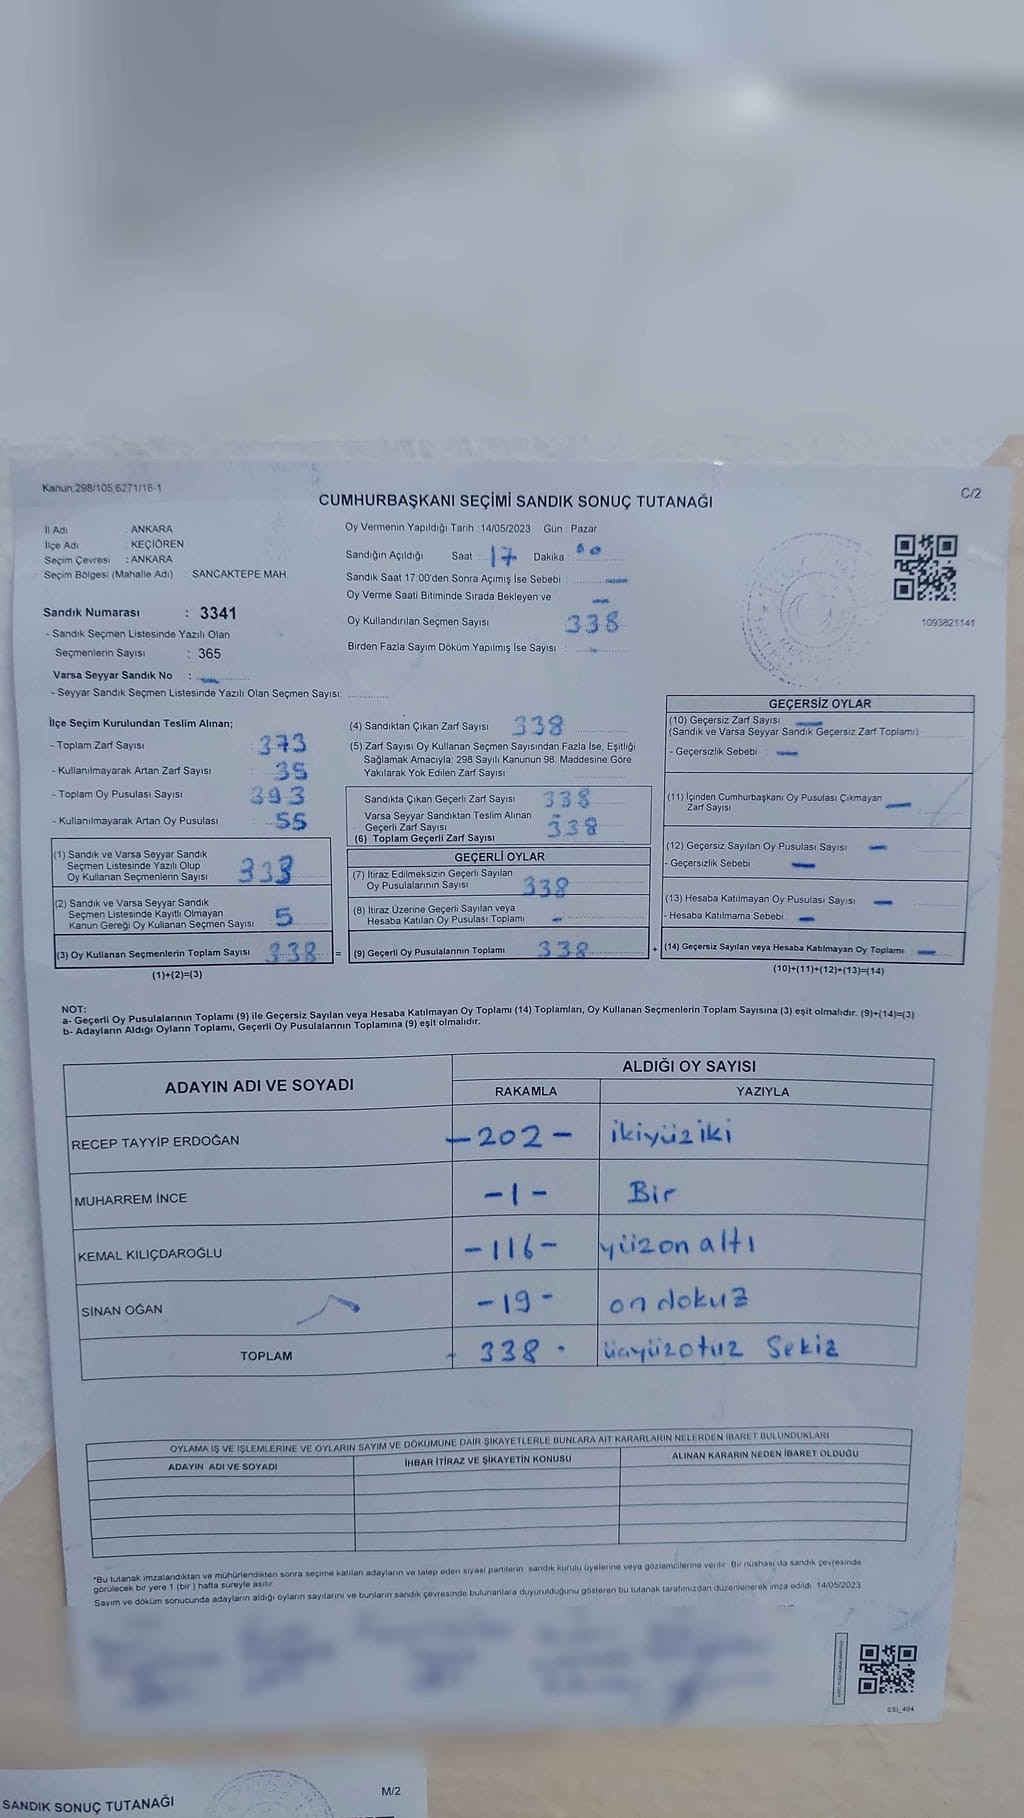 Kanun;298/105;6271/18-1
C/2
CUMHURBAŞKANI SEÇİMİ SANDIK SONUÇ TUTANAĞI
İl Adı : ANKARA
İlçe Adı : KEÇİÖREN
Seçim Çevresi : ANKARA
Seçim Bölgesi (Mahalle Adı) : SANCAKTEPE MAH.
Sandık Numarası : 3341
- Sandık Seçmen Listesinde Yazılı Olan
Seçmenlerin Sayısı : 365
Varsa Seyyar Sandık No : -
- Seyyar Sandık Seçmen Listesinde Yazılı Olan Seçmen Sayısı:
Oy Vermenin Yapıldığı Tarih : 14/05/2023 Gün : Pazar
Sandığın Açıldığı Saat : 17 Dakika : 00
Sandık Saat 17:00'den Sonra Açımış İse Sebebi : -
Oy Verme Saati Bitiminde Sırada Bekleyen ve -
Oy Kullandırılan Seçmen Sayısı 338
Birden Fazla Sayım Döküm Yapılmış İse Sayısı : -
1093821141
İlçe Seçim Kurulundan Teslim Alınan;
- Toplam Zarf Sayısı : 373
- Kullanılmayarak Artan Zarf Sayısı : 35
- Toplam Oy Pusulası Sayısı : 393
- Kullanılmayarak Artan Oy Pusulası : 55
(1) Sandık ve Varsa Seyyar Sandık
Seçmen Listesinde Yazılı Olup
Oy Kullanan Seçmenlerin Sayısı 333
(2) Sandık ve Varsa Seyyar Sandık
Seçmen Listesinde Kayıtlı Olmayan
Kanun Gereği Oy Kullanan Seçmen Sayısı 5
(3) Oy Kullanan Seçmenlerin Toplam Sayısı 338 =
(1)+(2)=(3)
(4) Sandıktan Çıkan Zarf Sayısı 338
(5) Zarf Sayısı Oy Kullanan Seçmen Sayısından Fazla İse, Eşitliği
Sağlamak Amacıyla; 298 Sayılı Kanunun 98. Maddesine Göre
Yakılarak Yok Edilen Zarf Sayısı :
Sandıkta Çıkan Geçerli Zarf Sayısı 338
Varsa Seyyar Sandıktan Teslim Alınan
Geçerli Zarf Sayısı -
(6) Toplam Geçerli Zarf Sayısı 338
GEÇERLİ OYLAR
(7) İtiraz Edilmeksizin Geçerli Sayılan
Oy Pusulalarının Sayısı 338
(8) İtiraz Üzerine Geçerli Sayılan veya
Hesaba Katılan Oy Pusulası Toplamı -
(9) Geçerli Oy Pusulalarının Toplamı 338 +
GEÇERSİZ OYLAR
(10) Geçersiz Zarf Sayısı -
(Sandık ve Varsa Seyyar Sandık Geçersiz Zarf Toplamı)
- Geçersizlik Sebebi : -
(11) İçinden Cumhurbaşkanı Oy Pusulası Çıkmayan
Zarf Sayısı -
(12) Geçersiz Sayılan Oy Pusulası Sayısı -
- Geçersizlik Sebebi -
(13) Hesaba Katılmayan Oy Pusulası Sayısı -
- Hesaba Katılmama Sebebi -
(14) Geçersiz Sayılan veya Hesaba Katılmayan Oy Toplamı -
(10)+(11)+(12)+(13)=(14)
NOT:
a- Geçerli Oy Pusulalarının Toplamı (9) ile Geçersiz Sayılan veya Hesaba Katılmayan Oy Toplamı (14) Toplamları, Oy Kullanan Seçmenlerin Toplam Sayısına (3) eşit olmalıdır. (9)+(14)=(3)
b- Adayların Aldığı Oyların Toplamı, Geçerli Oy Pusulalarının Toplamına (9) eşit olmalıdır.
ADAYIN ADI VE SOYADI
ALDIĞI OY SAYISI
RAKAMLA YAZIYLA
RECEP TAYYİP ERDOĞAN -202- ikiyüziki
MUHARREM İNCE -1- Bir
KEMAL KILIÇDAROĞLU -116- yüzonaltı
SİNAN OĞAN -19- ondokuz
TOPLAM - 338 - üçyüzotuz Sekiz
OYLAMA İŞ VE İŞLEMLERİNE VE OYLARIN SAYIM VE DÖKÜMÜNE DAİR ŞİKAYETLERLE BUNLARA AİT KARARLARIN NELERDEN İBARET BULUNDUKLARI
ADAYIN ADI VE SOYADI İHBAR İTİRAZ VE ŞİKAYETİN KONUSU ALINAN KARARIN NEDEN İBARET OLDUĞU
*Bu tutanak imzalandıktan ve mühürlendikten sonra seçime katılan adayların ve talep eden siyasi partilerin sandık kurulu üyelerine veya gözlemcilerine verilir. Bir nüshası da sandık çevresinde
görülecek bir yere 1 (bir) hafta süreyle asılır.
Sayım ve döküm sonucunda adayların aldığı oyların sayılarını ve bunların sandık çevresinde bulunanlara duyurulduğunu gösteren bu tutanak tarafımızdan düzenlenerek imza edildi. 14/05/2023
SSI_404
SANDIK SONUÇ TUTANAĞI
M/2